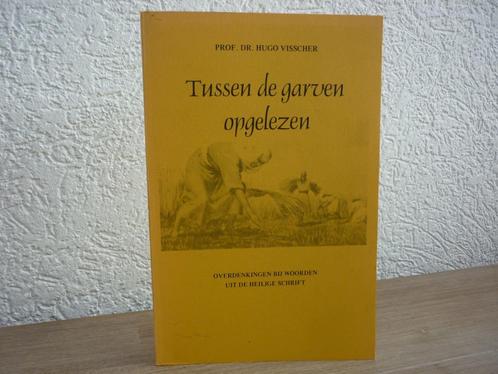 PROF. DR. HUGO VISSCHER
Tussen de garven
opgelezen
OVERDENKINGEN BIJ WOORDEN
UIT DE HEILIGE SCHRIFT